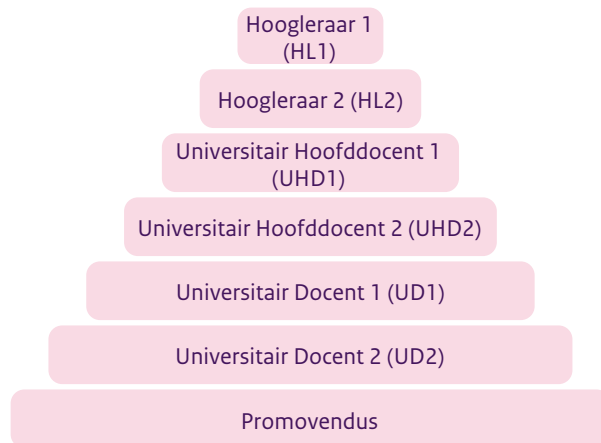 Hoogleraar 1
(HL1)
Hoogleraar 2 (HL2)
Universitair Hoofddocent 1
(UHD1)
Universitair Hoofddocent 2 (UHD2)
Universitair Docent 1 (UD1)
Universitair Docent 2 (UD2)
Promovendus